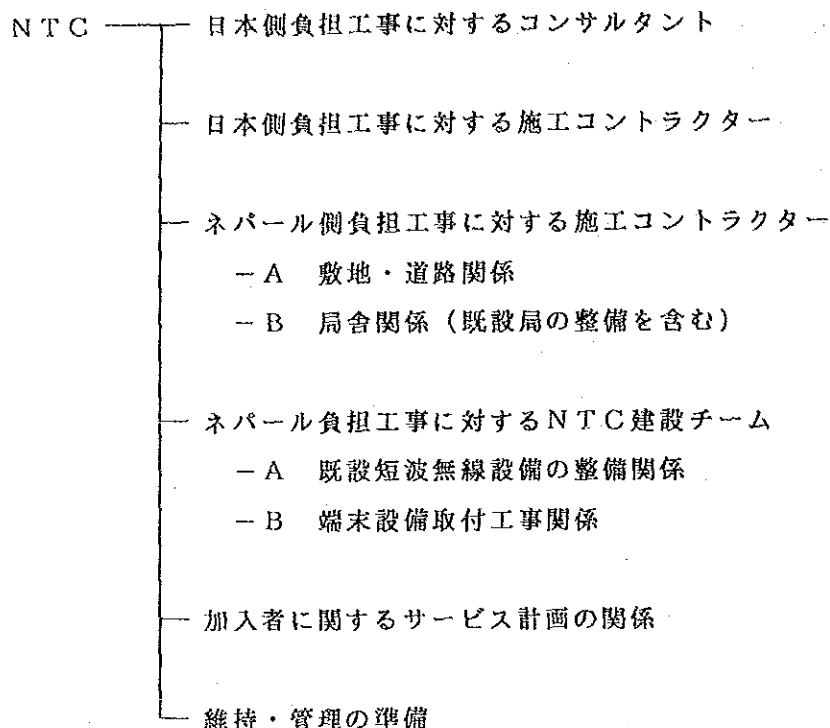 NTC 日本側負担工事に対するコンサルタント
日本側負担工事に対する施工コントラクター
ネパール側負担工事に対する施工コントラクター
－A 敷地・道路関係
－B 局舎関係（既設局の整備を含む）
ネパール負担工事に対するNTC建設チーム
－A 既設短波無線設備の整備関係
－B 端末設備取付工事関係
加入者に関するサービス計画の関係
維持・管理の準備